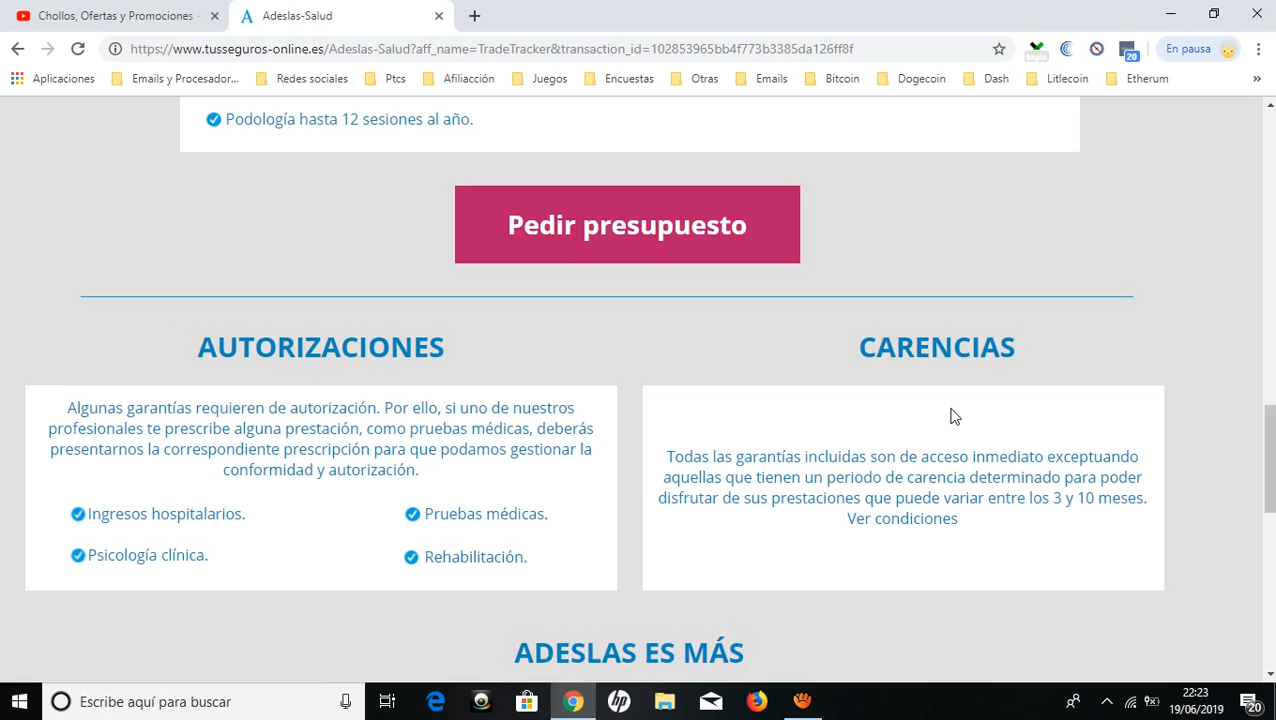 Chollos, Ofertas y Promociones -
Adeslas-Salud
https://www.tusseguros-online.es/Adeslas-Salud?aff_name=TradeTracker&transaction_id=102853965bb4f773b3385da126ff8f
20
En pausa
Aplicaciones
Emails y Procesador...
Redes sociales
Ptcs
Afiliacción
Juegos
Encuestas
Otras
Emails
Bitcoin
Dogecoin
Dash
Litlecoin
Etherum
»
Podología hasta 12 sesiones al año.
Pedir presupuesto
AUTORIZACIONES
Algunas garantías requieren de autorización. Por ello, si uno de nuestros
profesionales te prescribe alguna prestación, como pruebas médicas, deberás
presentarnos la correspondiente prescripción para que podamos gestionar la
conformidad y autorización.
Ingresos hospitalarios.
Pruebas médicas.
Psicología clínica.
Rehabilitación.
CARENCIAS
Todas las garantías incluidas son de acceso inmediato exceptuando
aquellas que tienen un periodo de carencia determinado para poder
disfrutar de sus prestaciones que puede variar entre los 3 y 10 meses.
Ver condiciones
ADESLAS ES MÁS
Escribe aquí para buscar
hp
22:23
19/06/2019
20